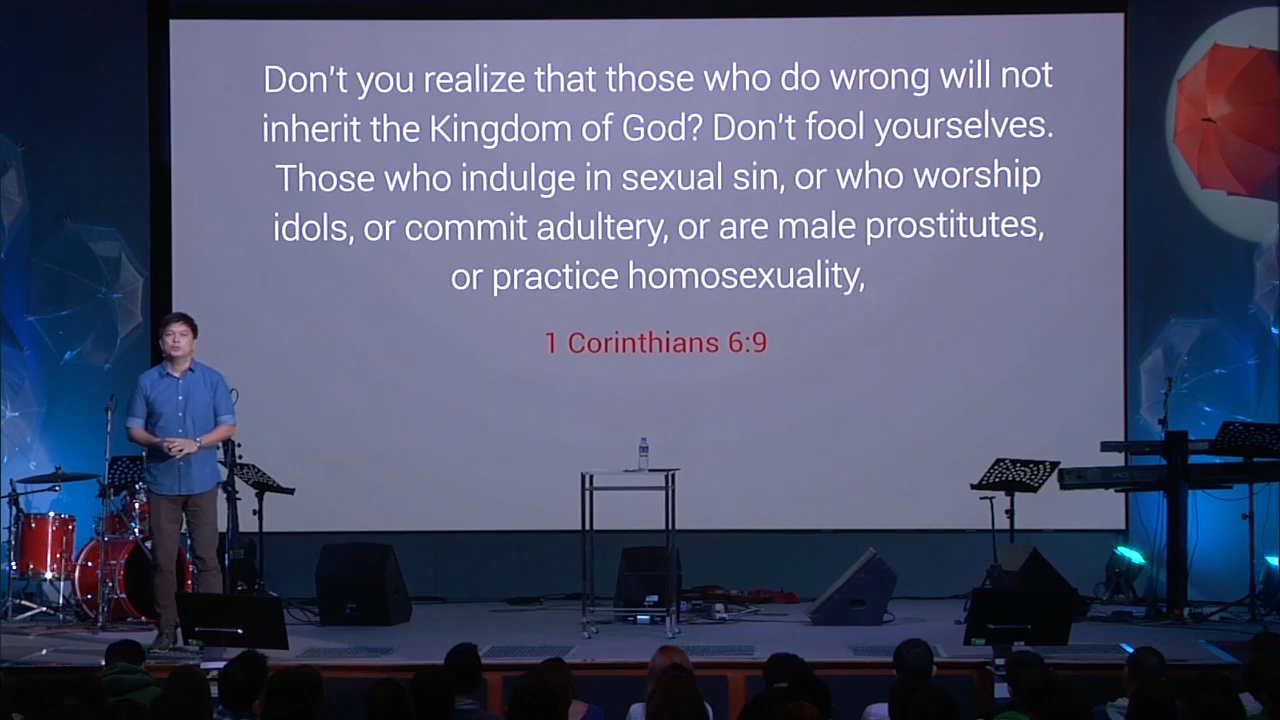 Don't you realize that those who do wrong will not
inherit the Kingdom of God? Don't fool yourselves.
Those who indulge in sexual sin, or who worship
idols, or commit adultery, or are male prostitutes,
or practice homosexuality,
1 Corinthians 6:9